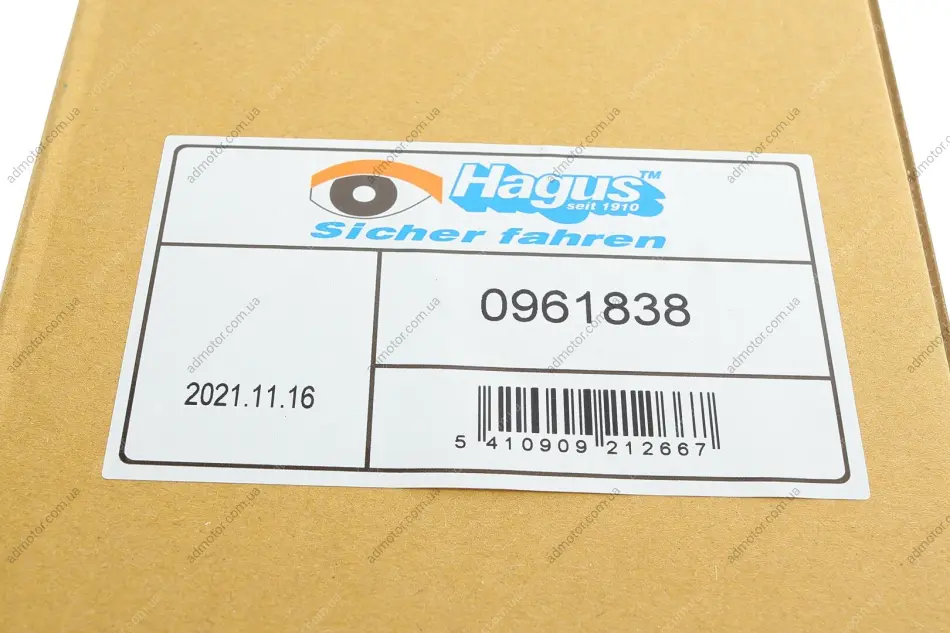 Hagus™
seit 1910
Sicher fahren
0961838
2021.11.16
5 410909 212667
admotor.com.ua